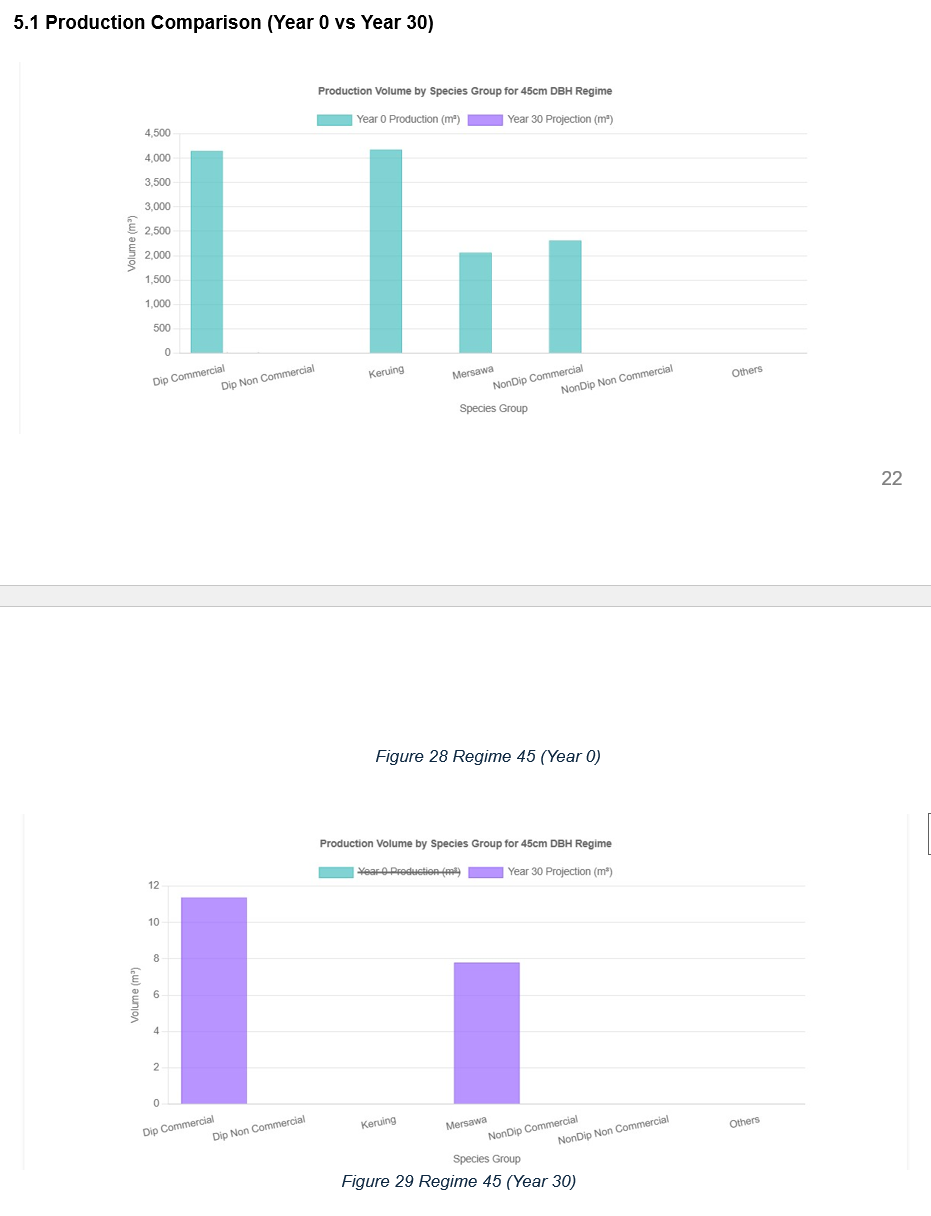 5.1 Production Comparison (Year 0 vs Year 30)
Production Volume by Species Group for 45cm DBH Regime
Year 0 Production (m³) Year 30 Projection (m³)
4,500
4,000
3,500
3,000
2,500
2,000
1,500
1,000
500
0
Volume (m³)
Dip Commercial
Dip Non Commercial
Keruing
Mersawa
NonDip Commercial
NonDip Non Commercial
Others
Species Group
22
Figure 28 Regime 45 (Year 0)
Production Volume by Species Group for 45cm DBH Regime
Year 0 Production (m³) Year 30 Projection (m³)
12
10
8
6
4
2
0
Volume (m³)
Dip Commercial
Dip Non Commercial
Keruing
Mersawa
NonDip Commercial
NonDip Non Commercial
Others
Species Group
Figure 29 Regime 45 (Year 30)